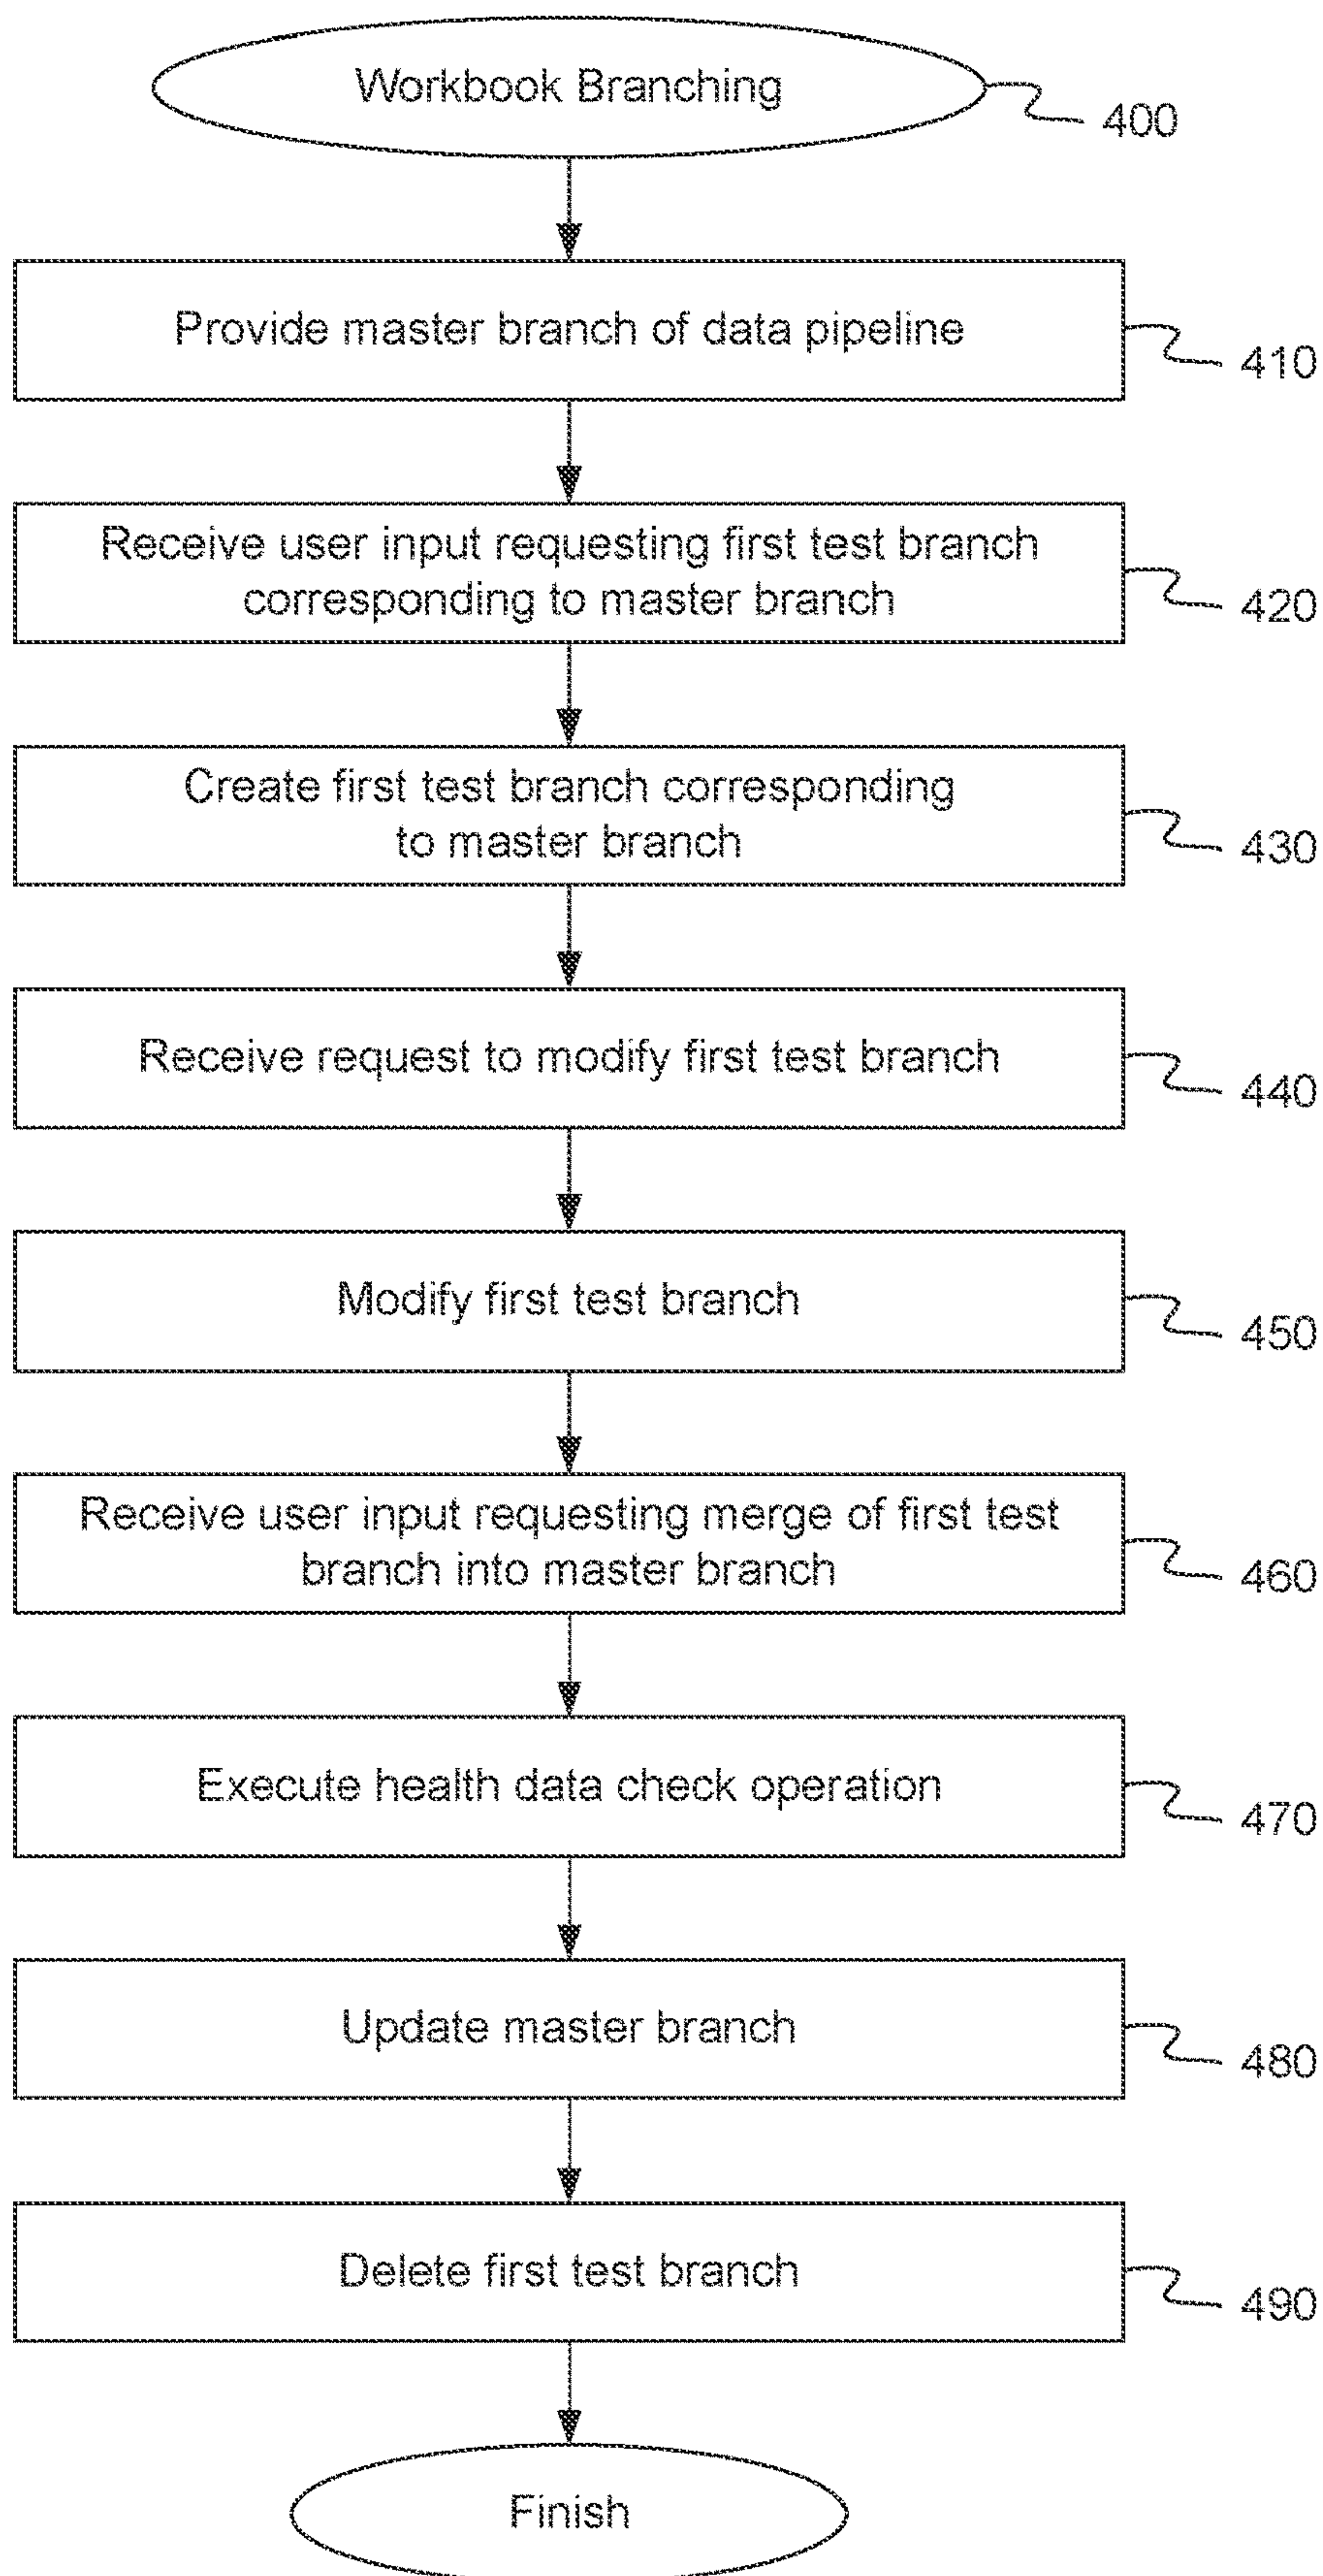 Workbook Branching
400
Provide master branch of data pipeline
410
Receive user input requesting first test branch
corresponding to master branch
420
Create first test branch corresponding
to master branch
430
Receive request to modify first test branch
440
Modify first test branch
450
Receive user input requesting merge of first test
branch into master branch
460
Execute health data check operation
470
Update master branch
480
Delete first test branch
490
Finish